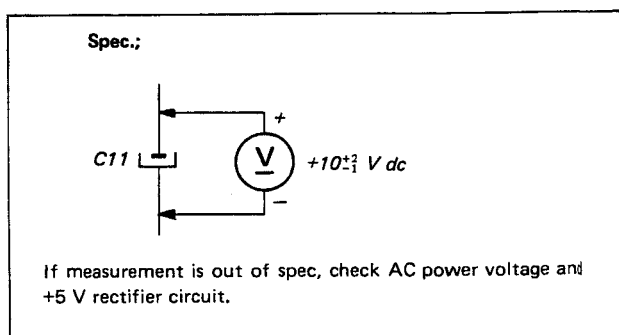 Spec.;
+
C11 V +10 +2 -1 V dc
−
If measurement is out of spec, check AC power voltage and
+5 V rectifier circuit.